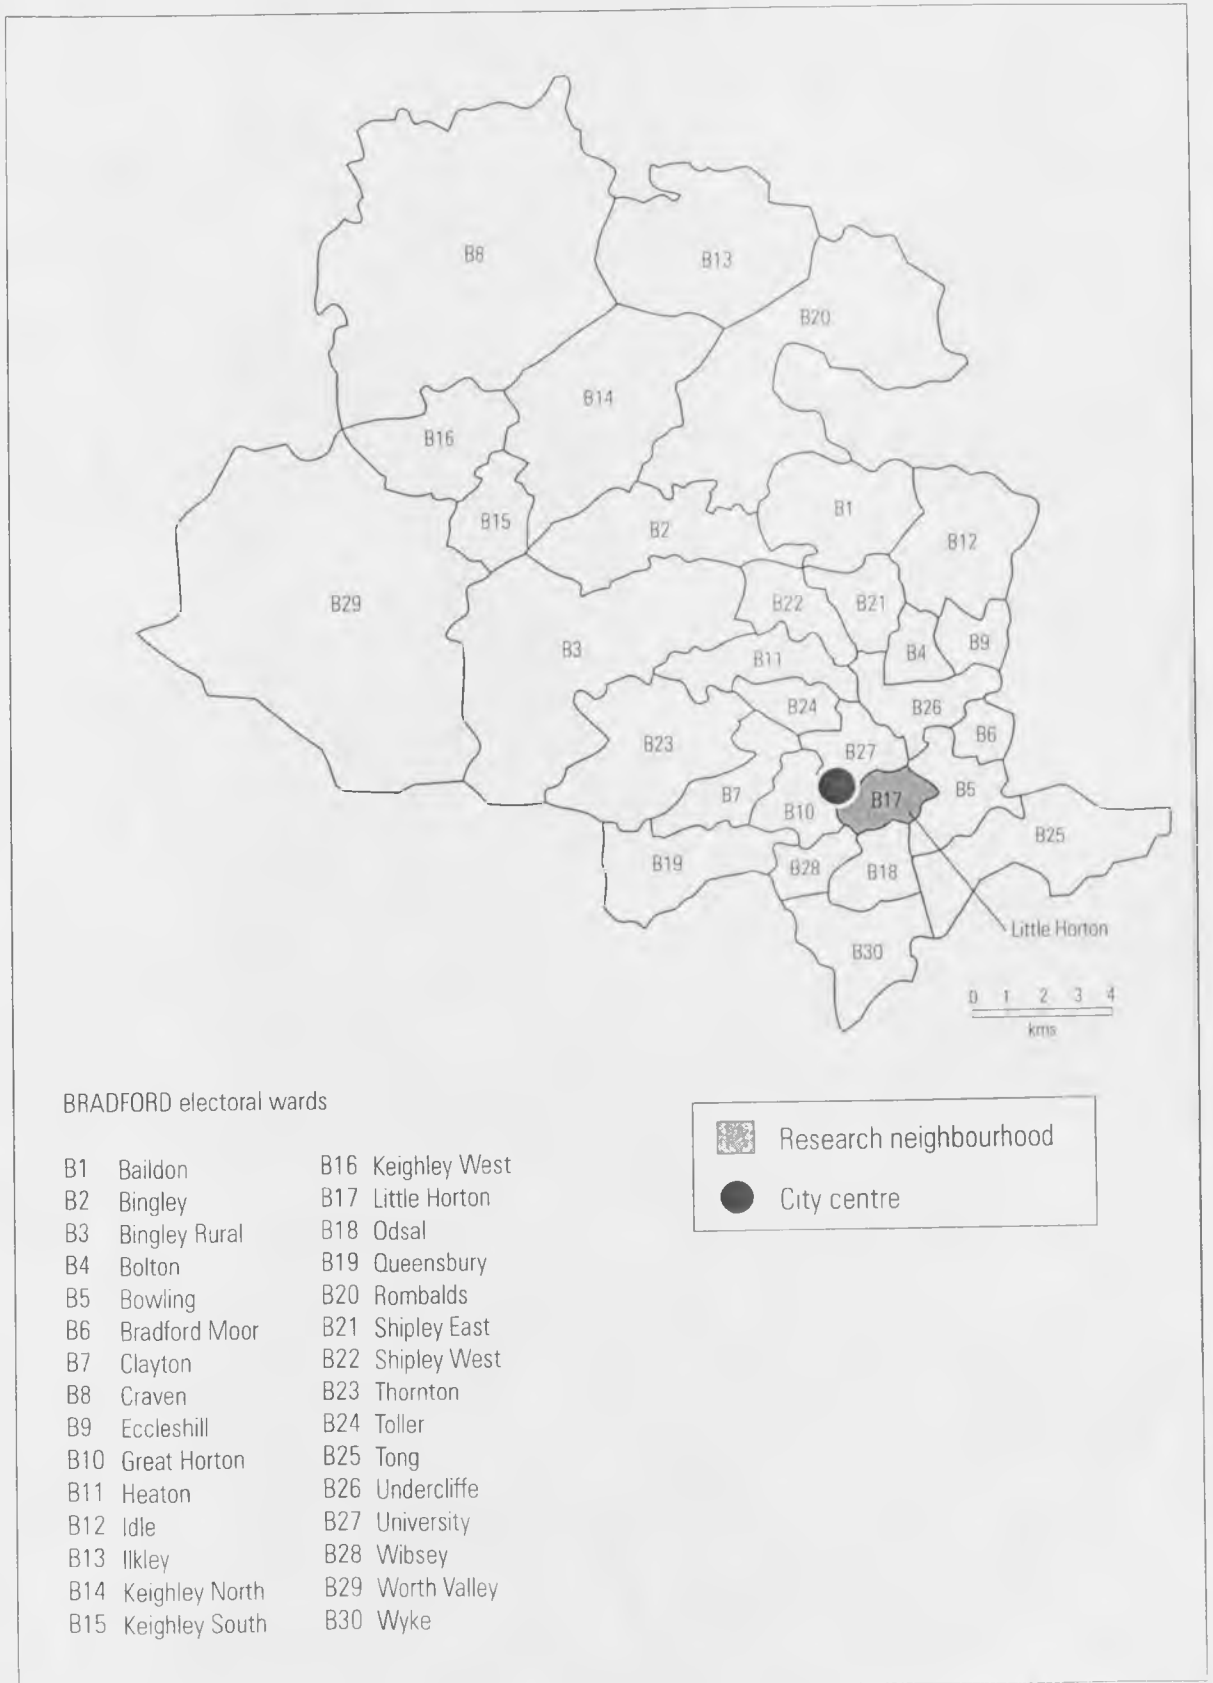 B8
B13
B20
B14
B16
B15
B2
B1
B12
B29
B22
B21
B3
B4
B9
B11
B24
B26
B23
B27
B6
B7
B10
B17
B5
B25
B19
B28
B18
Little Horton
B30
0 1 2 3 4
kms
BRADFORD electoral wards
B1 Baildon
B2 Bingley
B3 Bingley Rural
B4 Bolton
B5 Bowling
B6 Bradford Moor
B7 Clayton
B8 Craven
B9 Eccleshill
B10 Great Horton
B11 Heaton
B12 Idle
B13 Ilkley
B14 Keighley North
B15 Keighley South
B16 Keighley West
B17 Little Horton
B18 Odsal
B19 Queensbury
B20 Rombalds
B21 Shipley East
B22 Shipley West
B23 Thornton
B24 Toller
B25 Tong
B26 Undercliffe
B27 University
B28 Wibsey
B29 Worth Valley
B30 Wyke
Research neighbourhood
City centre